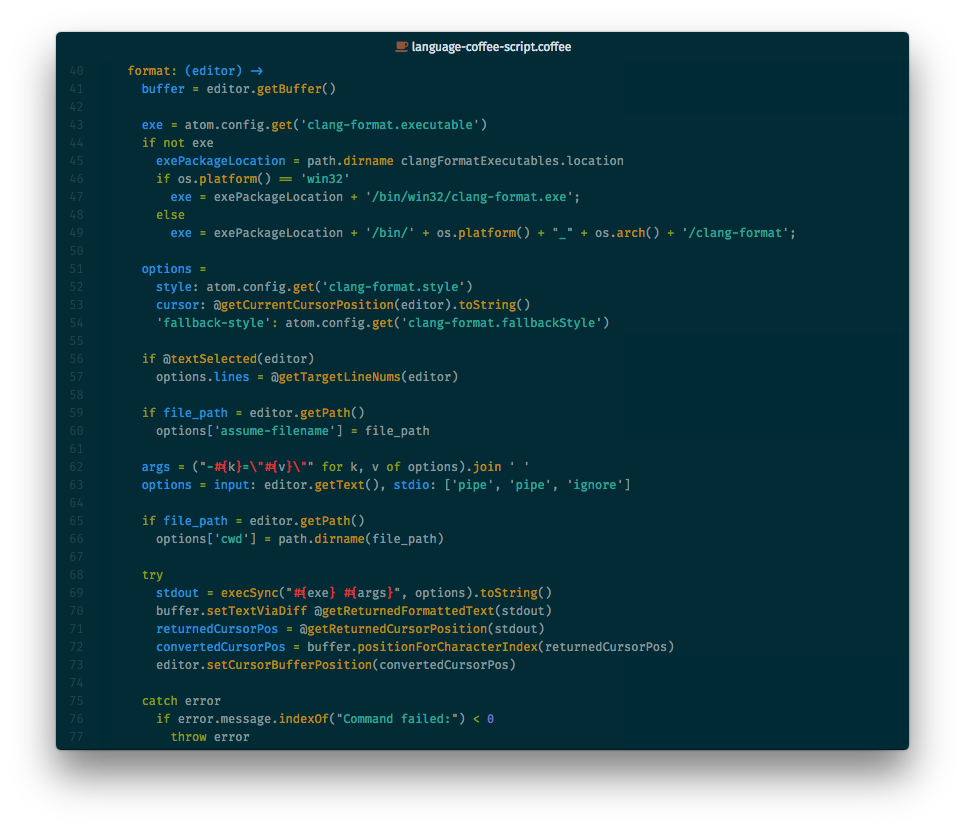 language-coffee-script.coffee
40 format: (editor) ->
41 buffer = editor.getBuffer()
42
43 exe = atom.config.get('clang-format.executable')
44 if not exe
45 exePackageLocation = path.dirname clangFormatExecutables.location
46 if os.platform() == 'win32'
47 exe = exePackageLocation + '/bin/win32/clang-format.exe';
48 else
49 exe = exePackageLocation + '/bin/' + os.platform() + "_" + os.arch() + '/clang-format';
50
51 options =
52 style: atom.config.get('clang-format.style')
53 cursor: @getCurrentCursorPosition(editor).toString()
54 'fallback-style': atom.config.get('clang-format.fallbackStyle')
55
56 if @textSelected(editor)
57 options.lines = @getTargetLineNums(editor)
58
59 if file_path = editor.getPath()
60 options['assume-filename'] = file_path
61
62 args = ("-#{k}=\"#{v}\"" for k, v of options).join ' '
63 options = input: editor.getText(), stdio: ['pipe', 'pipe', 'ignore']
64
65 if file_path = editor.getPath()
66 options['cwd'] = path.dirname(file_path)
67
68 try
69 stdout = execSync("#{exe} #{args}", options).toString()
70 buffer.setTextViaDiff @getReturnedFormattedText(stdout)
71 returnedCursorPos = @getReturnedCursorPosition(stdout)
72 convertedCursorPos = buffer.positionForCharacterIndex(returnedCursorPos)
73 editor.setCursorBufferPosition(convertedCursorPos)
74
75 catch error
76 if error.message.indexOf("Command failed:") < 0
77 throw error